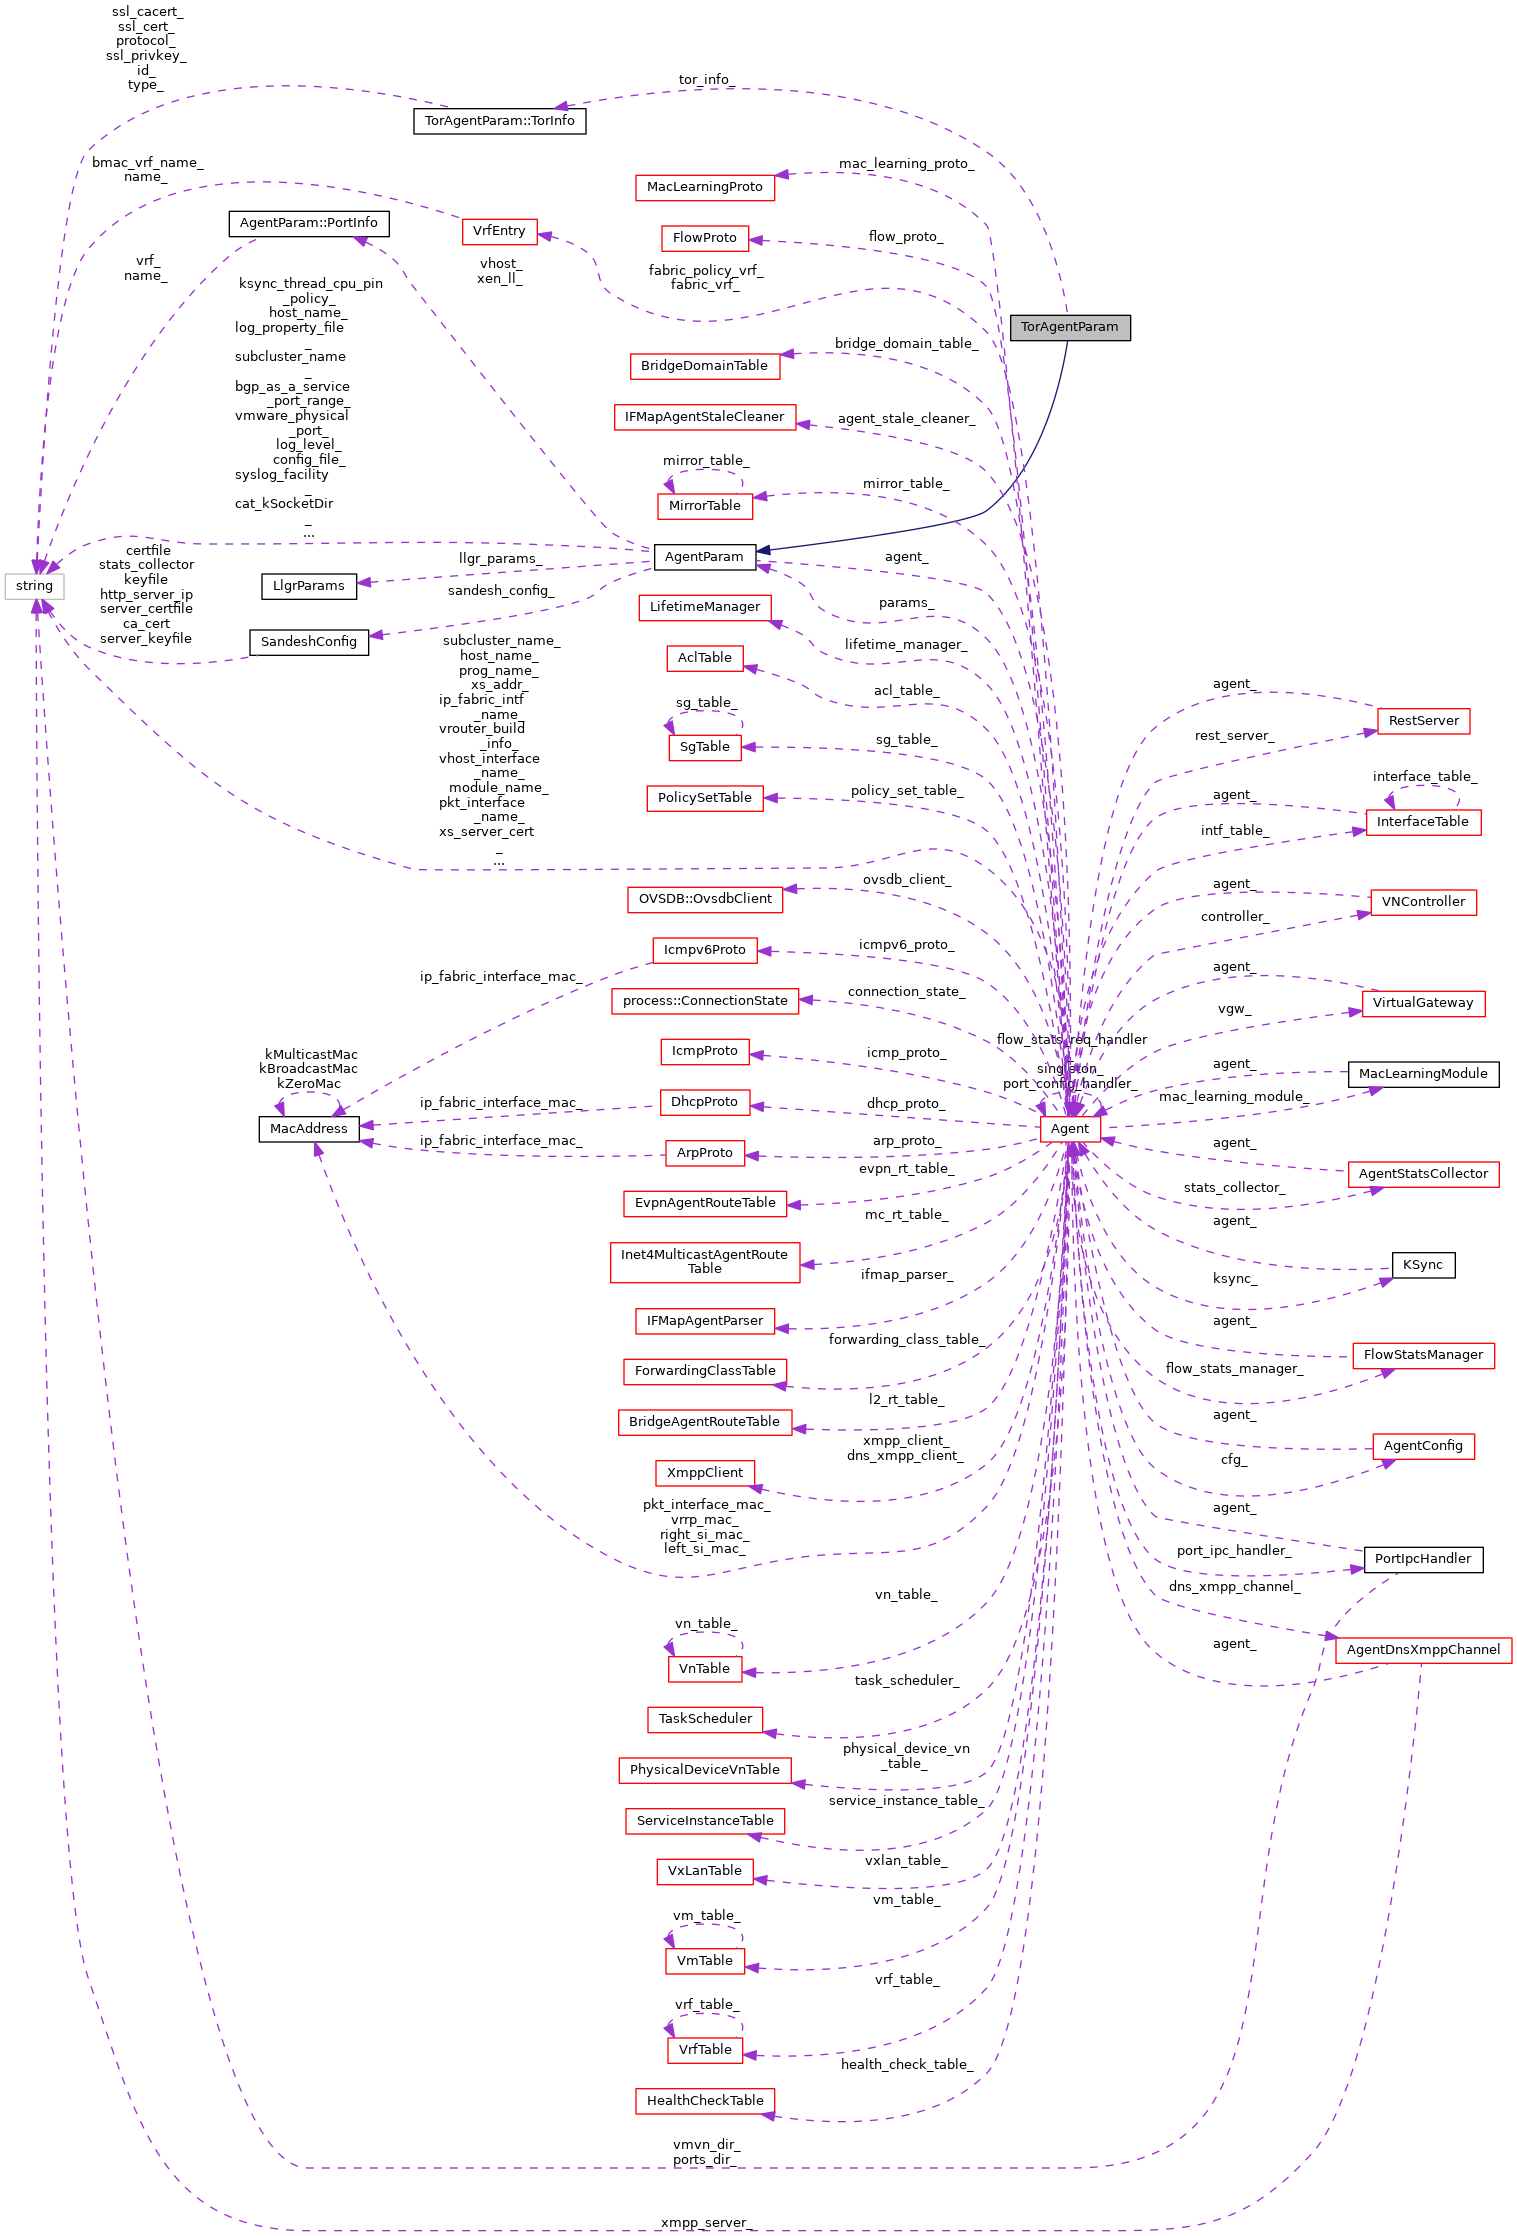 ssl_cacert_
ssl_cert_
protocol_
ssl_privkey_
id_
type_
tor_info_
TorAgentParam::TorInfo
bmac_vrf_name_
name_
mac_learning_proto_
MacLearningProto
AgentParam::PortInfo
VrfEntry
FlowProto
flow_proto_
vrf_
name_
vhost_
xen_ll_
fabric_policy_vrf_
fabric_vrf_
TorAgentParam
ksync_thread_cpu_pin
_policy_
host_name_
log_property_file
_
subcluster_name
_
bgp_as_a_service
_port_range_
vmware_physical
_port_
log_level_
config_file_
syslog_facility
_
cat_kSocketDir
_
...
bridge_domain_table_
BridgeDomainTable
IFMapAgentStaleCleaner
agent_stale_cleaner_
mirror_table_
MirrorTable
mirror_table_
certfile
stats_collector
keyfile
http_server_ip
server_certfile
ca_cert
server_keyfile
string
LlgrParams
llgr_params_
AgentParam
agent_
sandesh_config_
SandeshConfig
params_
LifetimeManager
lifetime_manager_
subcluster_name_
host_name_
prog_name_
xs_addr_
ip_fabric_intf
_name_
vrouter_build
_info_
vhost_interface
_name_
module_name_
pkt_interface
_name_
xs_server_cert
_
...
AclTable
acl_table_
sg_table_
SgTable
sg_table_
PolicySetTable
policy_set_table_
agent_
RestServer
rest_server_
interface_table_
agent_
InterfaceTable
intf_table_
OVSDB::OvsdbClient
ovsdb_client_
agent_
VNController
controller_
Icmpv6Proto
icmpv6_proto_
ip_fabric_interface_mac_
process::ConnectionState
connection_state_
agent_
VirtualGateway
vgw_
IcmpProto
icmp_proto_
flow_stats_req_handler
_
singleton_
port_config_handler_
agent_
MacLearningModule
mac_learning_module_
kMulticastMac
kBroadcastMac
kZeroMac
MacAddress
ip_fabric_interface_mac_
DhcpProto
dhcp_proto_
Agent
ip_fabric_interface_mac_
ArpProto
arp_proto_
agent_
AgentStatsCollector
stats_collector_
EvpnAgentRouteTable
evpn_rt_table_
Inet4MulticastAgentRoute
Table
mc_rt_table_
agent_
KSync
ksync_
IFMapAgentParser
ifmap_parser_
agent_
FlowStatsManager
flow_stats_manager_
ForwardingClassTable
forwarding_class_table_
BridgeAgentRouteTable
l2_rt_table_
agent_
AgentConfig
cfg_
XmppClient
xmpp_client_
dns_xmpp_client_
pkt_interface_mac_
vrrp_mac_
right_si_mac_
left_si_mac_
agent_
PortIpcHandler
port_ipc_handler_
dns_xmpp_channel_
AgentDnsXmppChannel
agent_
vn_table_
VnTable
vn_table_
TaskScheduler
task_scheduler_
PhysicalDeviceVnTable
physical_device_vn
_table_
ServiceInstanceTable
service_instance_table_
VxLanTable
vxlan_table_
vm_table_
VmTable
vm_table_
vrf_table_
VrfTable
vrf_table_
HealthCheckTable
health_check_table_
vmvn_dir_
ports_dir_
xmpp_server_